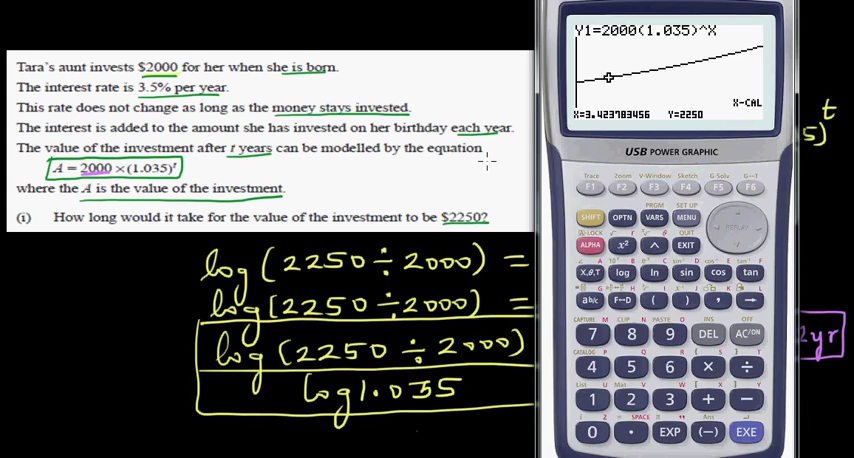 Tara's aunt invests $2000 for her when she is born.
The interest rate is 3.5% per year.
This rate does not change as long as the money stays invested.
The interest is added to the amount she has invested on her birthday each year.
The value of the investment after t years can be modelled by the equation
A = 2000 × (1.035)^t
where the A is the value of the investment.
(i) How long would it take for the value of the investment to be $2250?
log(2250÷2000) =
log(2250÷2000) =
log(2250÷2000)
log1.035
5)^t
2yr
Y1=2000(1.035)^X
X-CAL
X=3.423783456 Y=2250
USB POWER GRAPHIC
Trace Zoom V-Window Sketch G-Solv G↔T
F1 F2 F3 F4 F5 F6
PRGM SET UP
SHIFT OPTN VARS MENU
REPLAY
A-LOCK QUIT
ALPHA x² ^ EXIT
X,θ,T log ln sin cos tan
ab/c F↔D ( ) , →
CAPTURE CLIP PASTE INS OFF
7 8 9 DEL AC/ON
CATALOG
4 5 6 × ÷
List Mat
1 2 3 + −
SPACE Ans
0 . EXP (−) EXE